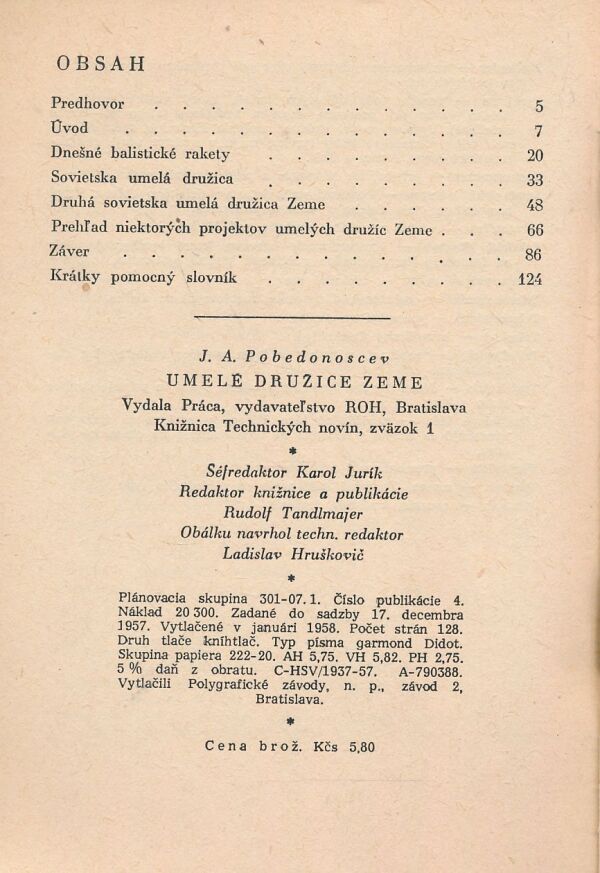 OBSAH
Predhovor . . . . . . . . . . . . . . 5
Úvod . . . . . . . . . . . . . . 7
Dnešné balistické rakety . . . . . . . . . . 20
Sovietska umelá družica . . . . . . . . . 33
Druhá sovietska umelá družica Zeme . . . . . . 48
Prehľad niektorých projektov umelých družíc Zeme . . . 66
Záver . . . . . . . . . . . . . . 86
Krátky pomocný slovník . . . . . . . . . 124
J. A. Pobedonoscev
UMELÉ DRUŽICE ZEME
Vydala Práca, vydavateľstvo ROH, Bratislava
Knižnica Technických novín, zväzok 1
*
Šéfredaktor Karol Jurík
Redaktor knižnice a publikácie
Rudolf Tandlmajer
Obálku navrhol techn. redaktor
Ladislav Hruškovič
*
Plánovacia skupina 301-07. 1. Číslo publikácie 4.
Náklad 20 300. Zadané do sadzby 17. decembra
1957. Vytlačené v januári 1958. Počet strán 128.
Druh tlače kníhtlač. Typ písma garmond Didot.
Skupina papiera 222-20. AH 5,75. VH 5,82. PH 2,75.
5 % daň z obratu. C-HSV/1937-57. A-790388.
Vytlačili Polygrafické závody, n. p., závod 2,
Bratislava.
*
Cena brož. Kčs 5,80